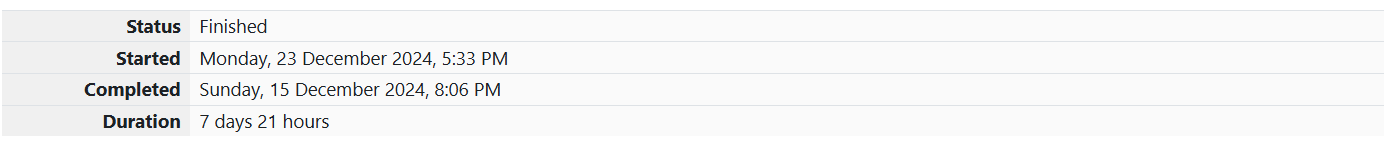 Status Finished
Started Monday, 23 December 2024, 5:33 PM
Completed Sunday, 15 December 2024, 8:06 PM
Duration 7 days 21 hours